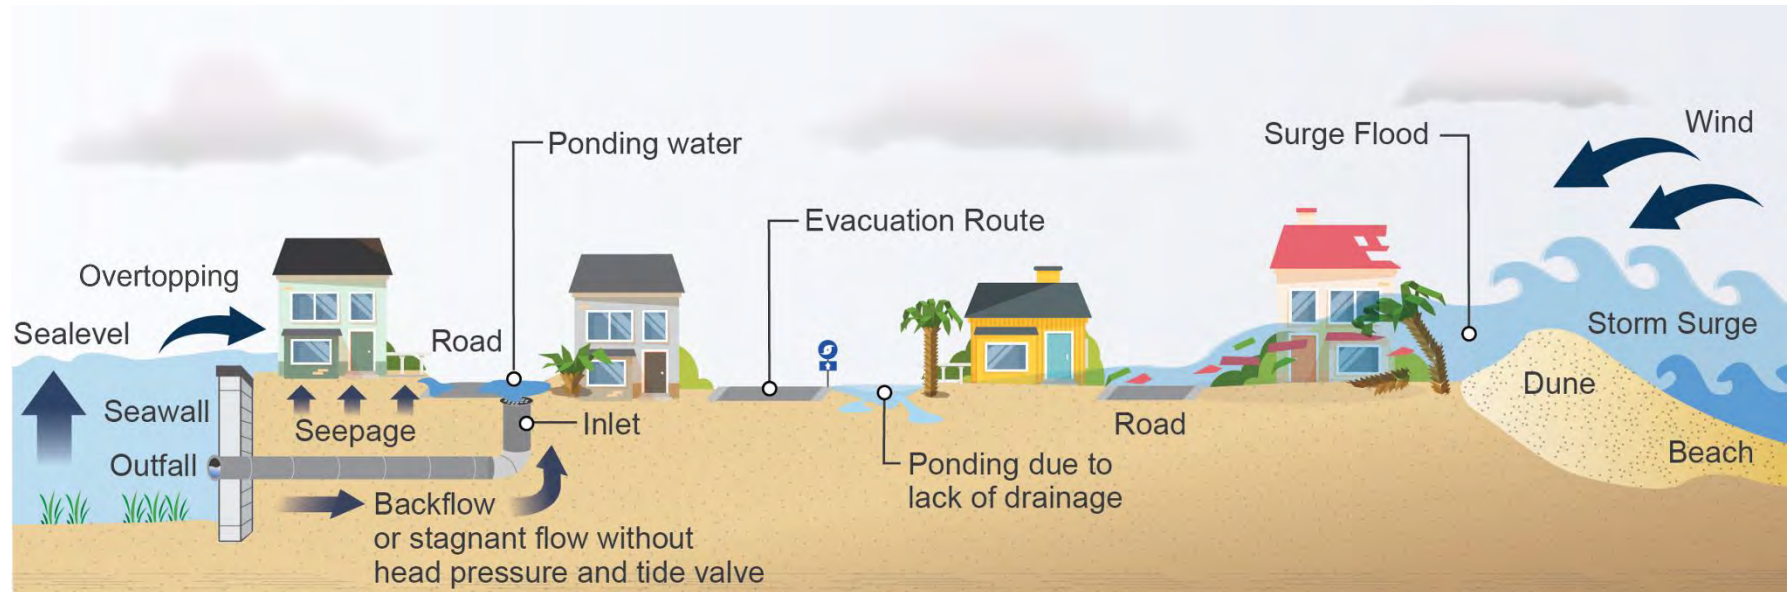 Ponding water
Evacuation Route
Surge Flood
Wind
Overtopping
Sealevel
Road
Storm Surge
Seawall
Seepage
Inlet
Road
Dune
Outfall
Beach
Backflow
or stagnant flow without
head pressure and tide valve
Ponding due to
lack of drainage